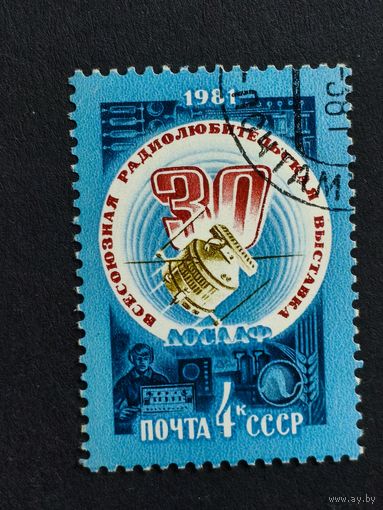 1981
ВСЕСОЮЗНАЯ РАДИОЛЮБИТЕЛЬСКАЯ ВЫСТАВКА
30
ДОСААФ
ПОЧТА 4К СССР
www.ay.by